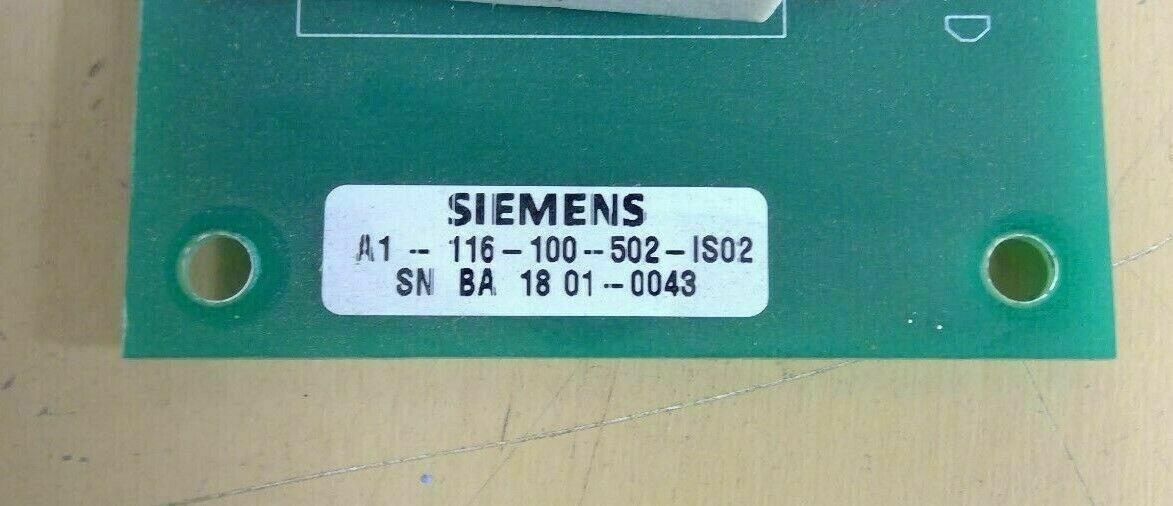 SIEMENS
A1 -- 116-100--502-IS02
SN BA 18 01--0043